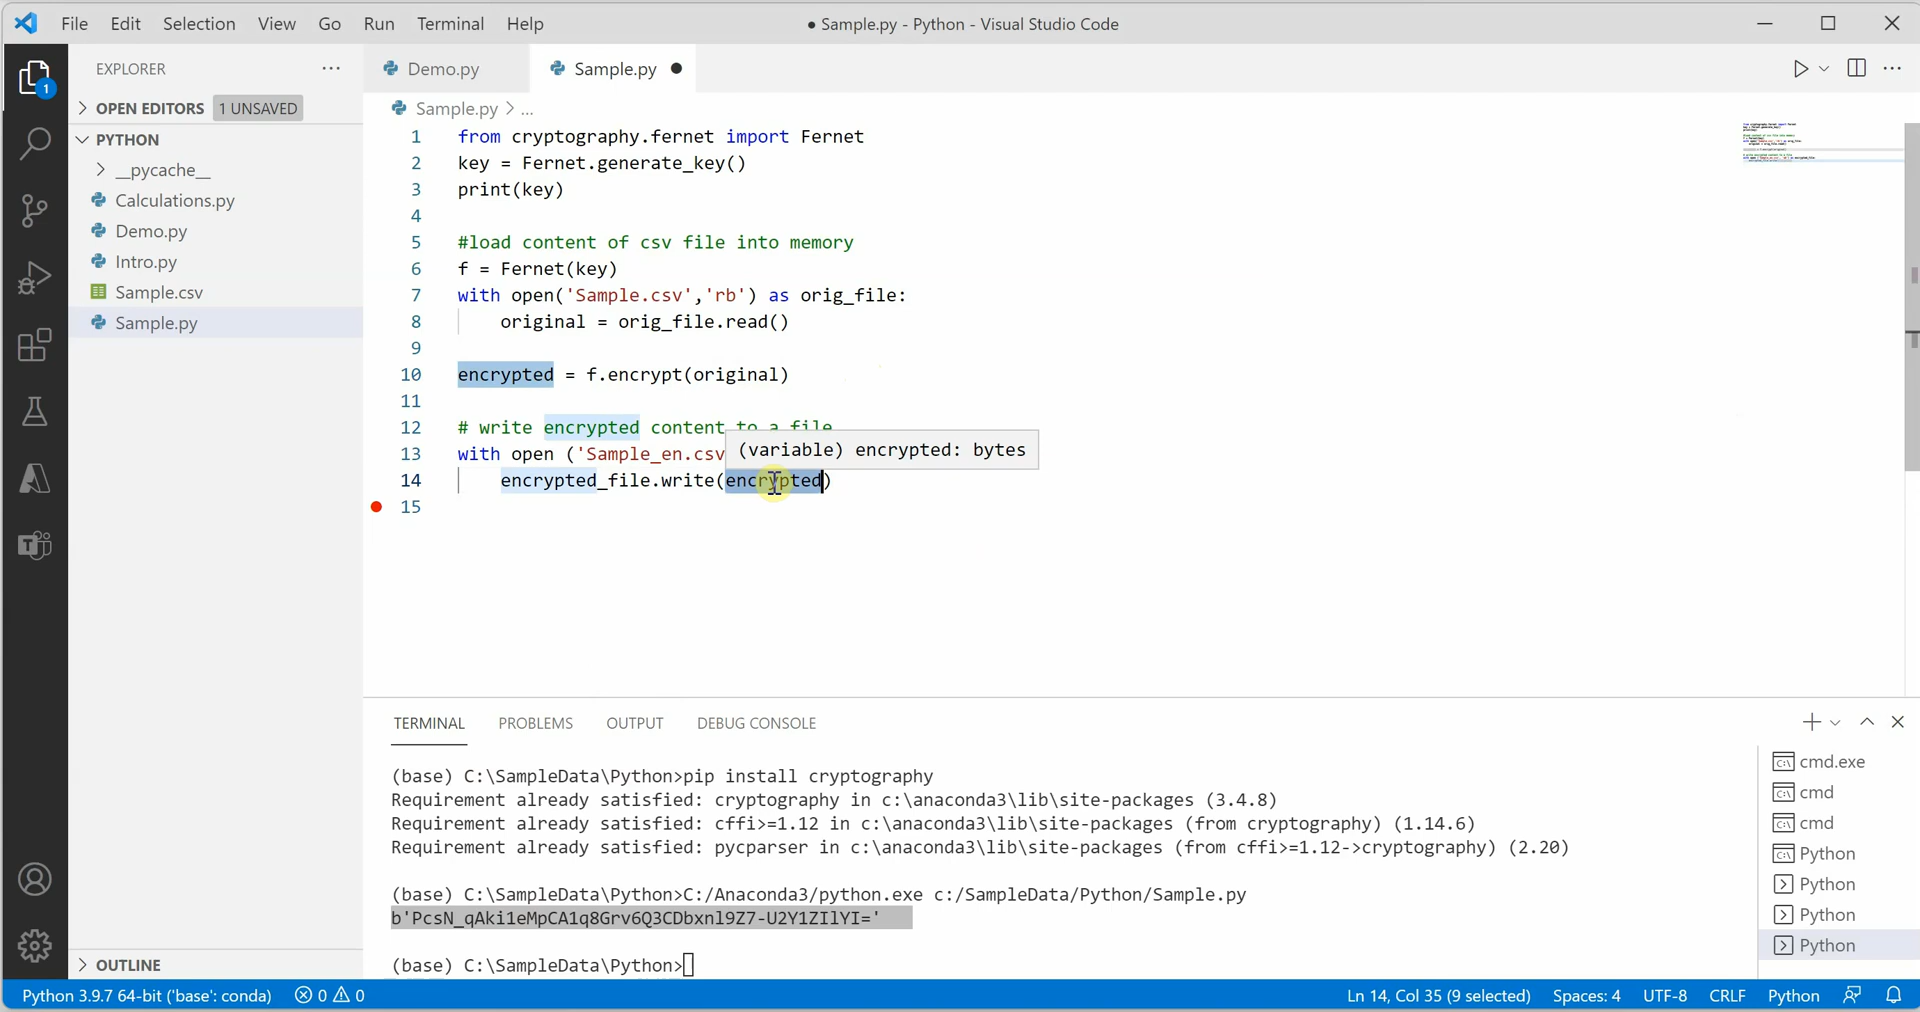 File Edit Selection View Go Run Terminal Help
● Sample.py - Python - Visual Studio Code
EXPLORER
Demo.py
Sample.py ●
1
OPEN EDITORS 1 UNSAVED
PYTHON
__pycache__
Calculations.py
Demo.py
Intro.py
Sample.csv
Sample.py
OUTLINE
Sample.py > ...
1 from cryptography.fernet import Fernet
2 key = Fernet.generate_key()
3 print(key)
4
5 #load content of csv file into memory
6 f = Fernet(key)
7 with open('Sample.csv','rb') as orig_file:
8 original = orig_file.read()
9
10 encrypted = f.encrypt(original)
11
12 # write encrypted content to a file
13 with open ('Sample_en.csv
(variable) encrypted: bytes
14 encrypted_file.write(encrypted)
15
TERMINAL PROBLEMS OUTPUT DEBUG CONSOLE
(base) C:\SampleData\Python>pip install cryptography
Requirement already satisfied: cryptography in c:\anaconda3\lib\site-packages (3.4.8)
Requirement already satisfied: cffi>=1.12 in c:\anaconda3\lib\site-packages (from cryptography) (1.14.6)
Requirement already satisfied: pycparser in c:\anaconda3\lib\site-packages (from cffi>=1.12->cryptography) (2.20)
(base) C:\SampleData\Python>C:/Anaconda3/python.exe c:/SampleData/Python/Sample.py
b'PcsN_qAki1eMpCA1q8Grv6Q3CDbxnl9Z7-U2Y1ZIlYI='
(base) C:\SampleData\Python>
cmd.exe
cmd
cmd
Python
Python
Python
Python
Python 3.9.7 64-bit ('base': conda) 0 0
Ln 14, Col 35 (9 selected) Spaces: 4 UTF-8 CRLF Python